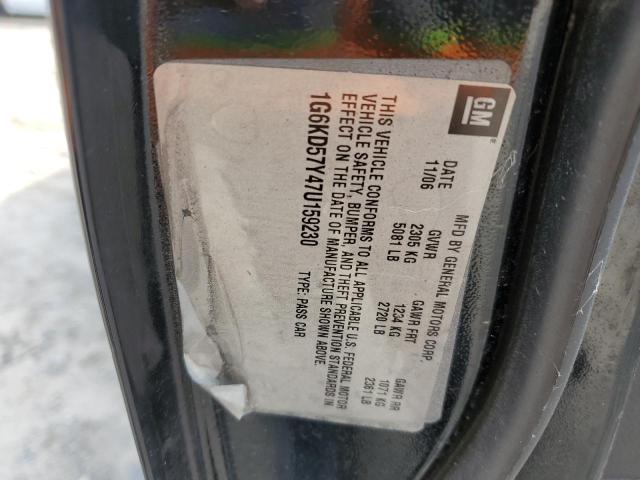 GM
MFD BY GENERAL MOTORS CORP.
DATE GVWR GAWR FRT GAWR RR
11/06 2305 KG 1234 KG 1071 KG
5081 LB 2720 LB 2361 LB
THIS VEHICLE CONFORMS TO ALL APPLICABLE U.S. FEDERAL MOTOR
VEHICLE SAFETY, BUMPER, AND THEFT PREVENTION STANDARDS IN
EFFECT ON THE DATE OF MANUFACTURE SHOWN ABOVE.
1G6KD57Y47U159230 TYPE: PASS CAR